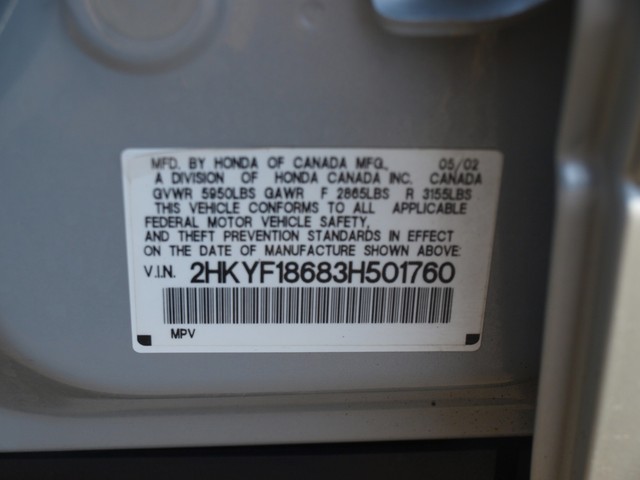 MFD. BY HONDA OF CANADA MFG., 05/02
A DIVISION OF HONDA CANADA INC. CANADA
GVWR 5950LBS GAWR F 2865LBS R 3155LBS
THIS VEHICLE CONFORMS TO ALL APPLICABLE
FEDERAL MOTOR VEHICLE SAFETY,
AND THEFT PREVENTION STANDARDS IN EFFECT
ON THE DATE OF MANUFACTURE SHOWN ABOVE:
V.I.N. 2HKYF18683H501760
MPV